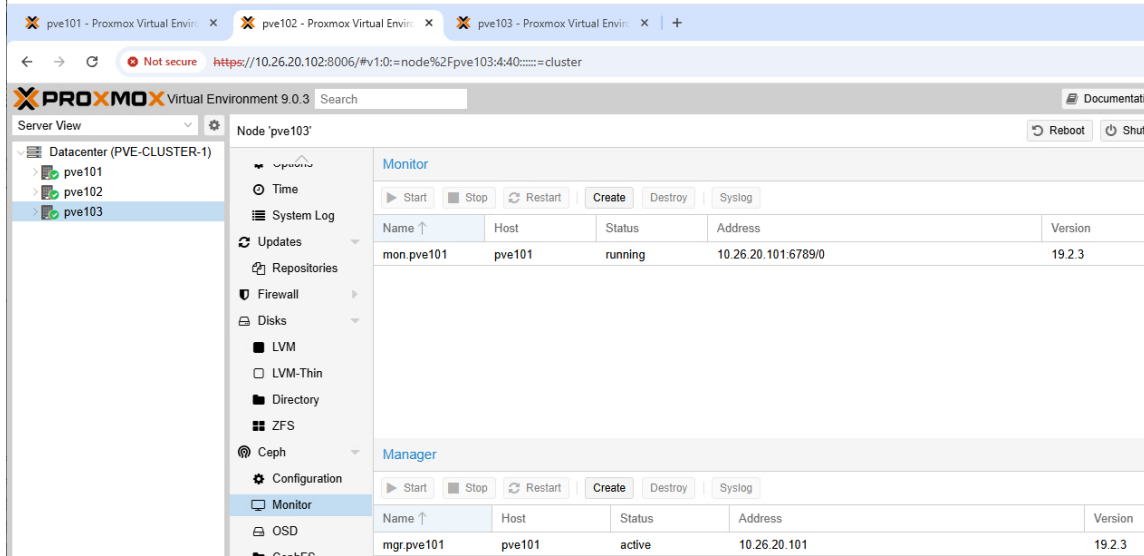 pve101 - Proxmox Virtual Enviro
pve102 - Proxmox Virtual Enviro
pve103 - Proxmox Virtual Enviro
Not secure https://10.26.20.102:8006/#v1:0:=node%2Fpve103:4:40::::::=cluster
PROXMOX Virtual Environment 9.0.3 Search
Documentati
Server View
Node 'pve103'
Reboot
Shut
Datacenter (PVE-CLUSTER-1)
pve101
pve102
pve103
Options
Time
System Log
Updates
Repositories
Firewall
Disks
LVM
LVM-Thin
Directory
ZFS
Ceph
Configuration
Monitor
OSD
CephFS
Monitor
Start Stop Restart Create Destroy Syslog
Name Host Status Address Version
mon.pve101 pve101 running 10.26.20.101:6789/0 19.2.3
Manager
Start Stop Restart Create Destroy Syslog
Name Host Status Address Version
mgr.pve101 pve101 active 10.26.20.101 19.2.3